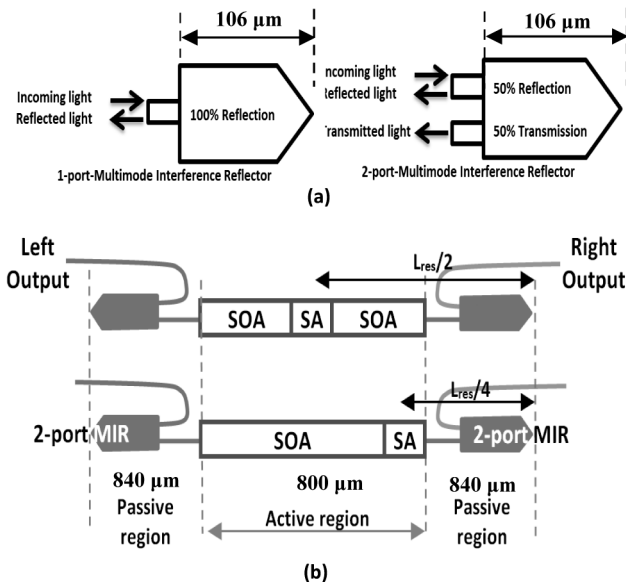 106 µm
106 µm
Incoming light
Reflected light
100% Reflection
1-port-Multimode Interference Reflector
ncoming light
Reflected light
ransmitted light
50% Reflection
50% Transmission
2-port-Multimode Interference Reflector
(a)
Left
Output
Lres/2
Right
Output
SOA
SA
SOA
Lres/4
2-port MIR
SOA
SA
2-port MIR
840 µm
Passive
region
800 µm
Active region
840 µm
Passive
region
(b)